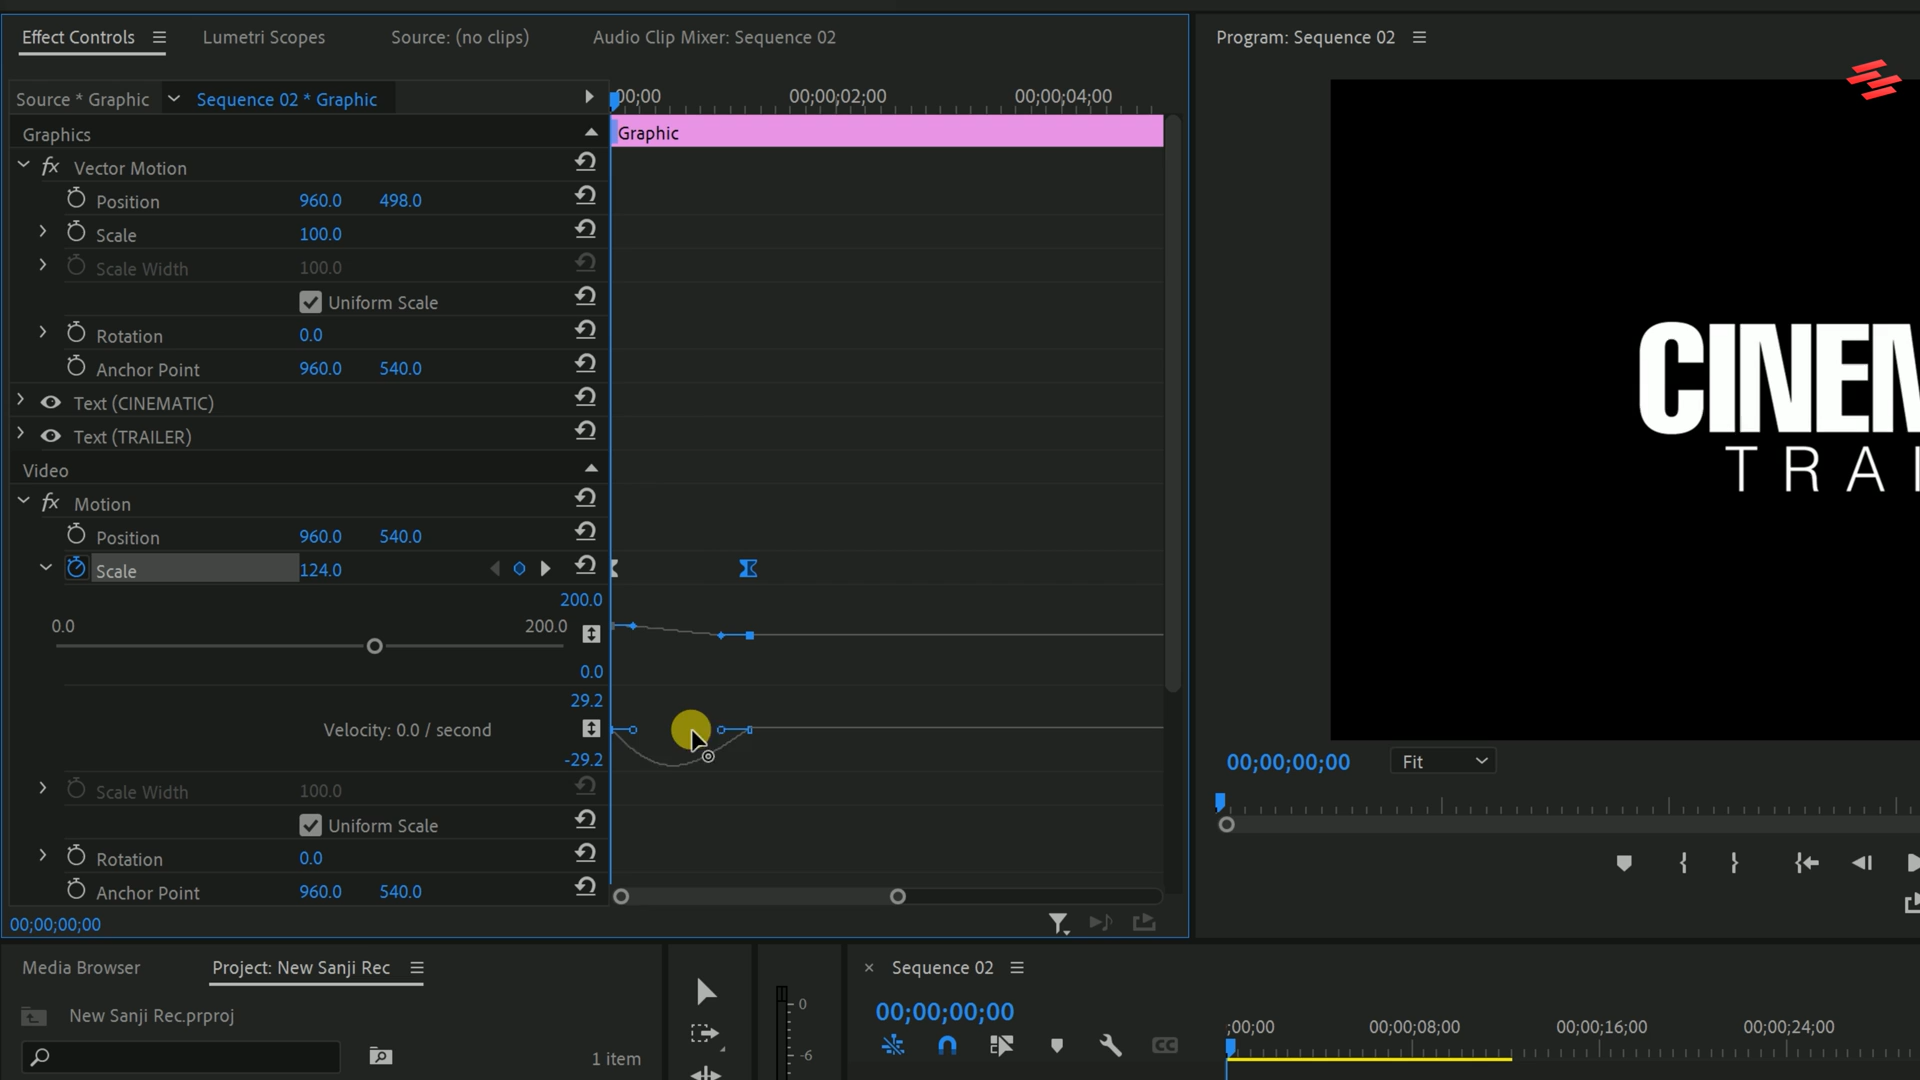 Effect Controls Lumetri Scopes Source: (no clips) Audio Clip Mixer: Sequence 02
Program: Sequence 02
Source * Graphic Sequence 02 * Graphic
00;00 00;00;02;00 00;00;04;00
Graphics
Graphic
Vector Motion
Position 960.0 498.0
Scale 100.0
Scale Width 100.0
Uniform Scale
Rotation 0.0
Anchor Point 960.0 540.0
Text (CINEMATIC)
Text (TRAILER)
Video
Motion
Position 960.0 540.0
Scale 124.0
200.0
0.0 200.0
0.0
29.2
Velocity: 0.0 / second
-29.2
Scale Width 100.0
Uniform Scale
Rotation 0.0
Anchor Point 960.0 540.0
00;00;00;00
CINEM
TRAI
00;00;00;00 Fit
Media Browser Project: New Sanji Rec
New Sanji Rec.prproj
1 item
0
-6
× Sequence 02
00;00;00;00
;00;00 00;00;08;00 00;00;16;00 00;00;24;00
CC